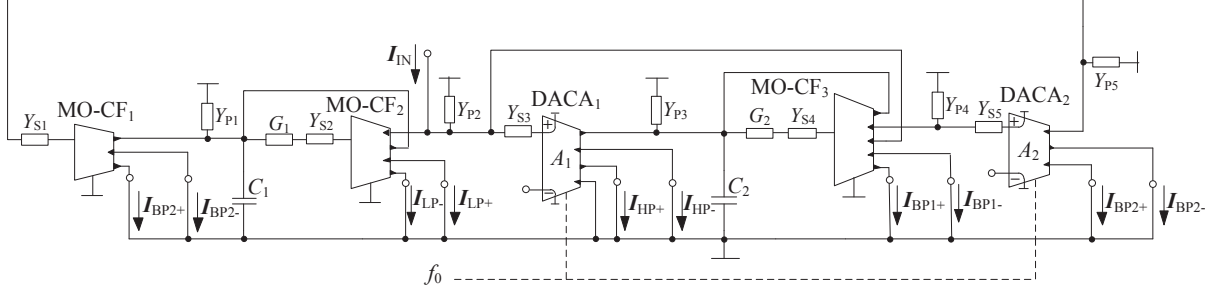 I_IN Y_P5
MO-CF_1 Y_P1 MO-CF_2 Y_P2 DACA_1 Y_P3 MO-CF_3 Y_P4 DACA_2
Y_S1 G_1 Y_S2 Y_S3 G_2 Y_S4 Y_S5
+ A_1 + A_2
C_1 − C_2 −
I_BP2+ I_BP2- I_LP- I_LP+ I_HP+ I_HP- I_BP1+ I_BP1- I_BP2+ I_BP2-
f_0